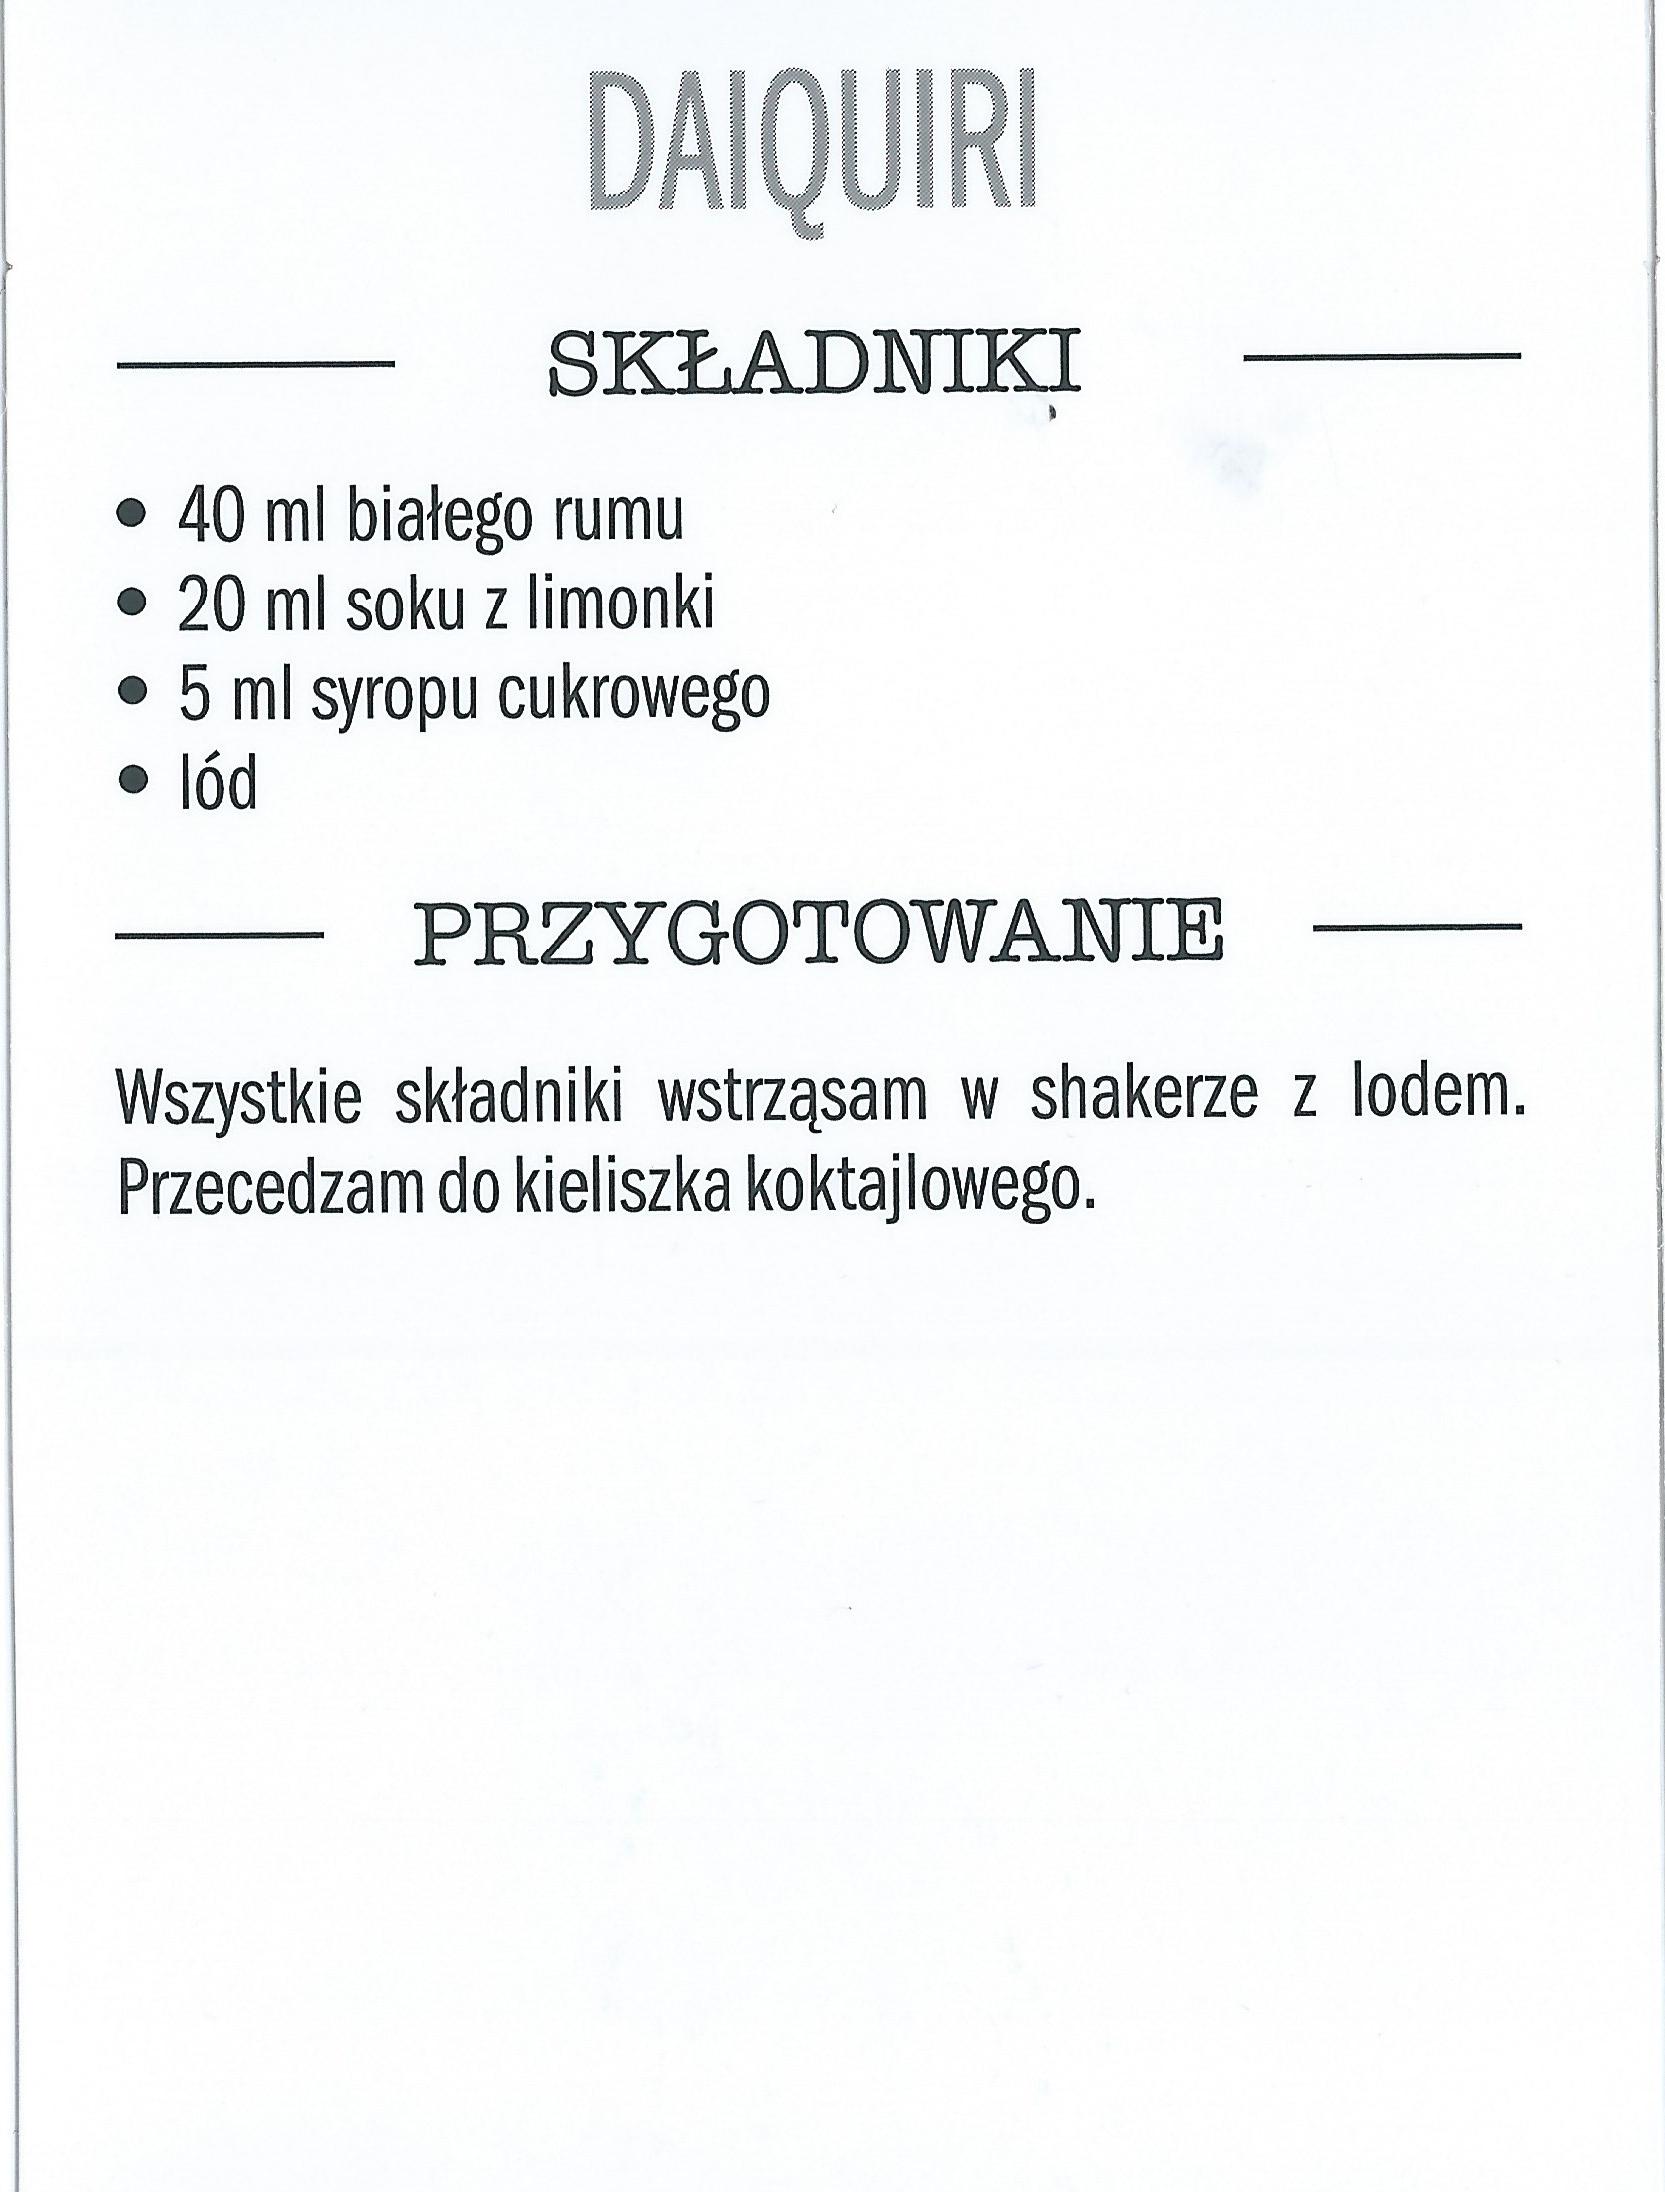 DAIQUIRI
SKŁADNIKI
• 40 ml białego rumu
• 20 ml soku z limonki
• 5 ml syropu cukrowego
• lód
PRZYGOTOWANIE
Wszystkie składniki wstrząsam w shakerze z lodem.
Przecedzam do kieliszka koktajlowego.